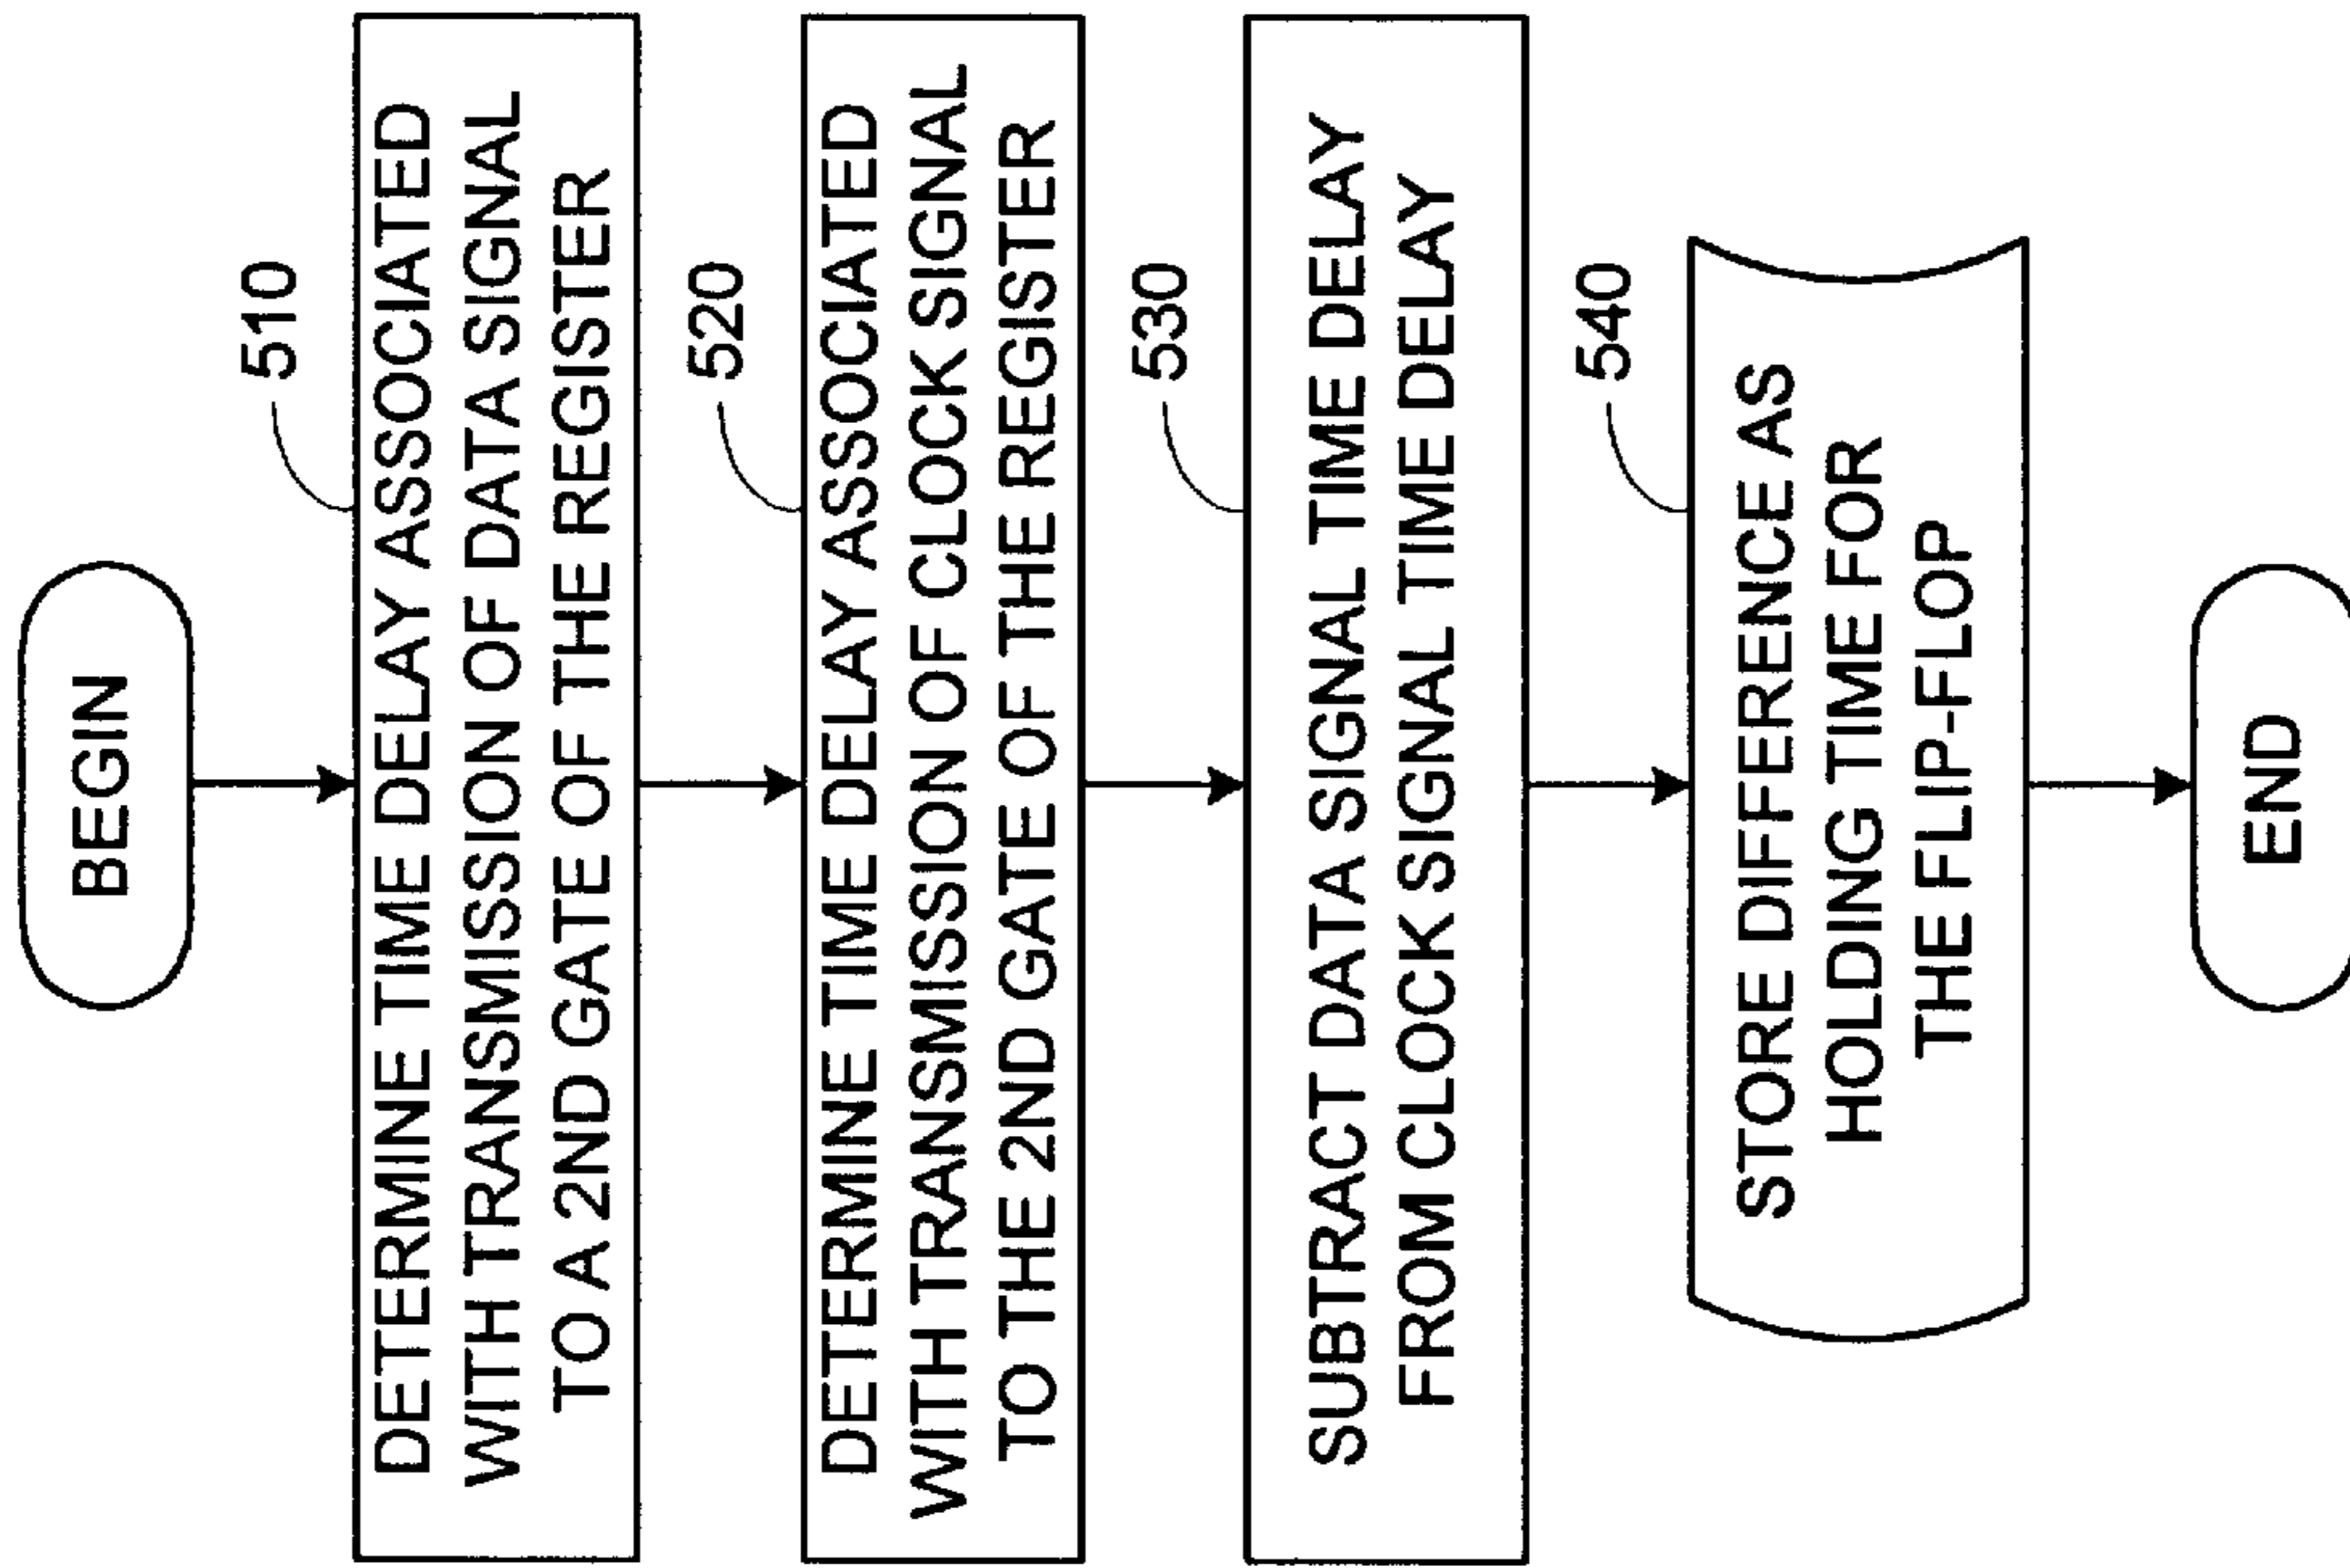 BEGIN
510
DETERMINE TIME DELAY ASSOCIATED
WITH TRANSMISSION OF DATA SIGNAL
TO A 2ND GATE OF THE REGISTER
520
DETERMINE TIME DELAY ASSOCIATED
WITH TRANSMISSION OF CLOCK SIGNAL
TO THE 2ND GATE OF THE REGISTER
530
SUBTRACT DATA SIGNAL TIME DELAY
FROM CLOCK SIGNAL TIME DELAY
540
STORE DIFFERENCE AS
HOLDING TIME FOR
THE FLIP-FLOP
END